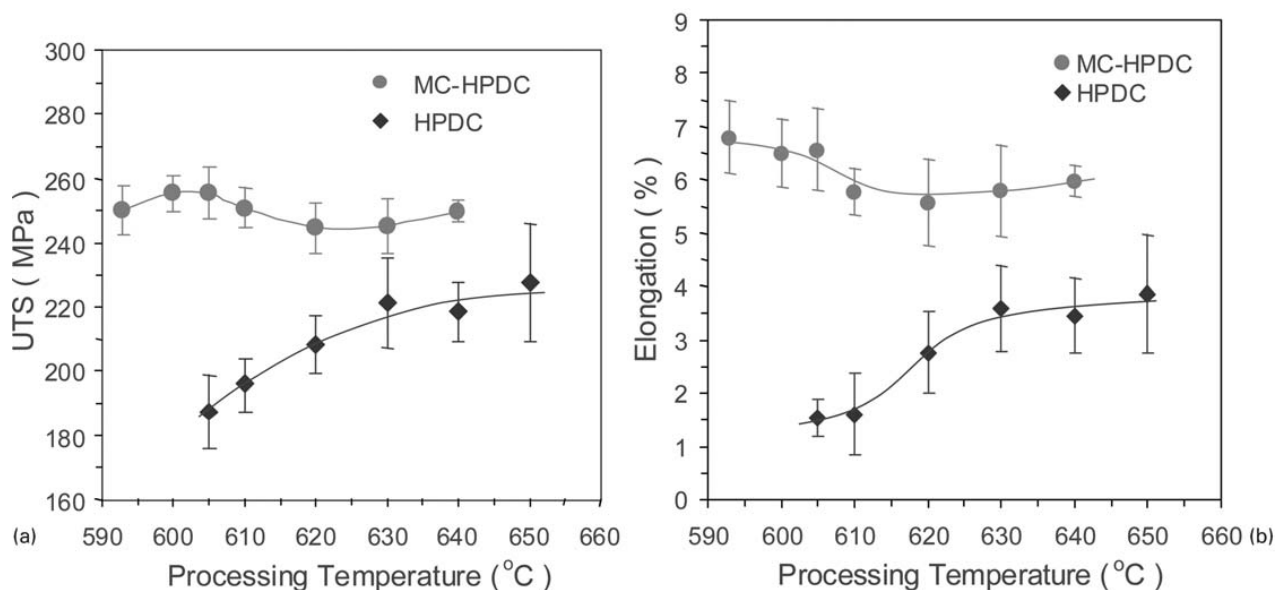 300
280
260
240
220
200
180
160
UTS ( MPa )
MC-HPDC
HPDC
590 600 610 620 630 640 650 660
Processing Temperature ( °C )
(a)
9
8
7
6
5
4
3
2
1
0
Elongation ( % )
MC-HPDC
HPDC
590 600 610 620 630 640 650 660
Processing Temperature ( °C )
(b)